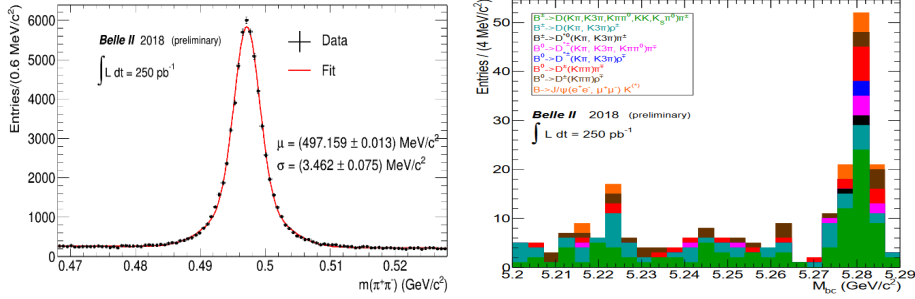 Entries/(0.6 MeV/c²)
6000
5000
4000
3000
2000
1000
0
Belle II 2018 (preliminary)
∫ L dt = 250 pb⁻¹
Data
Fit
μ = (497.159 ± 0.013) MeV/c²
σ = (3.462 ± 0.075) MeV/c²
0.47 0.48 0.49 0.5 0.51 0.52
m(π⁺π⁻) (GeV/c²)
Entries / (4 MeV/c²)
50
40
30
20
10
0
B±->D(Kπ, K3π, Kππ⁰, KK, Kₛπ⁰)π±
B±->D(Kπ, K3π)ρ±
B±->D*⁰(Kπ, K3π)π±
B⁰->D*±(Kπ, K3π, Kππ⁰)π∓
B⁰->D*±(Kπ, K3π)ρ∓
B⁰->D±(Kππ)π∓
B⁰->D±(Kππ)ρ∓
B->J/ψ(e⁺e⁻, μ⁺μ⁻) K⁽*⁾
Belle II 2018 (preliminary)
∫ L dt = 250 pb⁻¹
5.2 5.21 5.22 5.23 5.24 5.25 5.26 5.27 5.28 5.29
M_bc (GeV/c²)